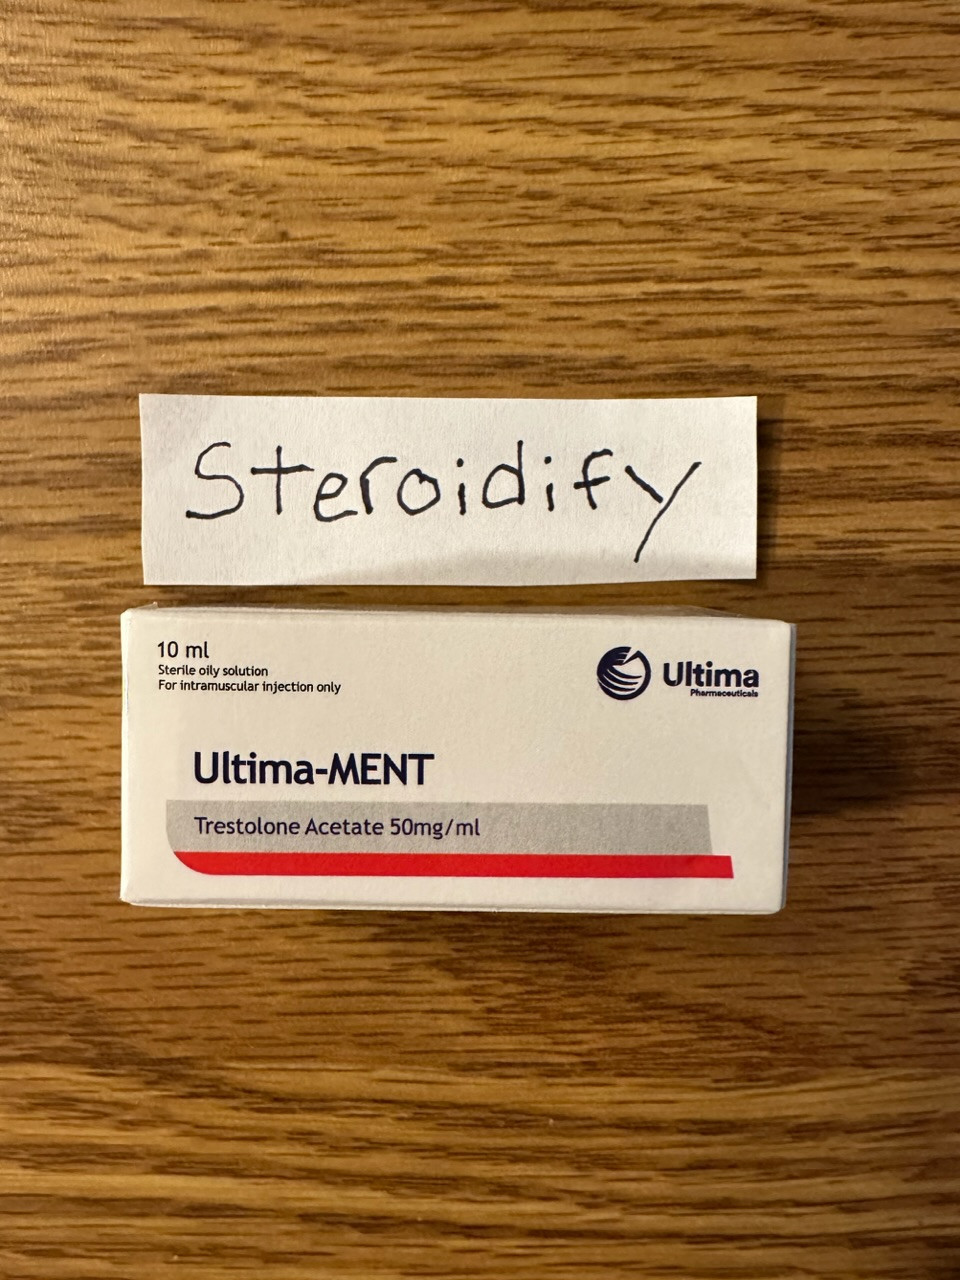 Steroidify
10 ml
Sterile oily solution
For intramuscular injection only
Ultima
Pharmaceuticals
Ultima-MENT
Trestolone Acetate 50mg/ml